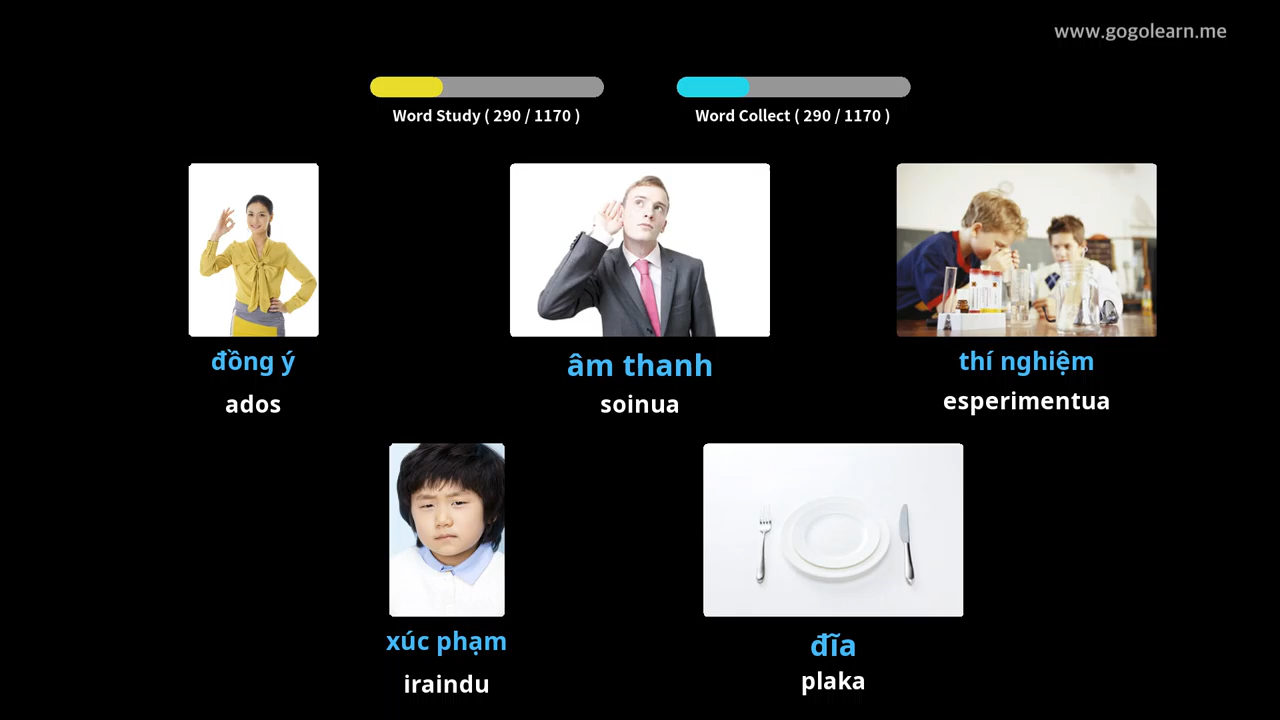 www.gogolearn.me
Word Study ( 290 / 1170 )
Word Collect ( 290 / 1170 )
đồng ý
ados
âm thanh
soinua
thí nghiệm
esperimentua
xúc phạm
iraindu
đĩa
plaka